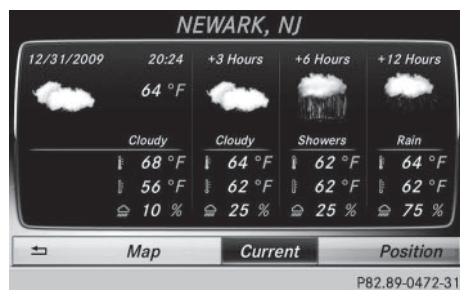 NEWARK, NJ
12/31/2009 20:24 +3 Hours +6 Hours +12 Hours
64 °F
Cloudy Cloudy Showers Rain
68 °F 64 °F 62 °F 64 °F
56 °F 62 °F 62 °F 62 °F
10 % 25 % 25 % 75 %
Map Current Position
P82.89-0472-31